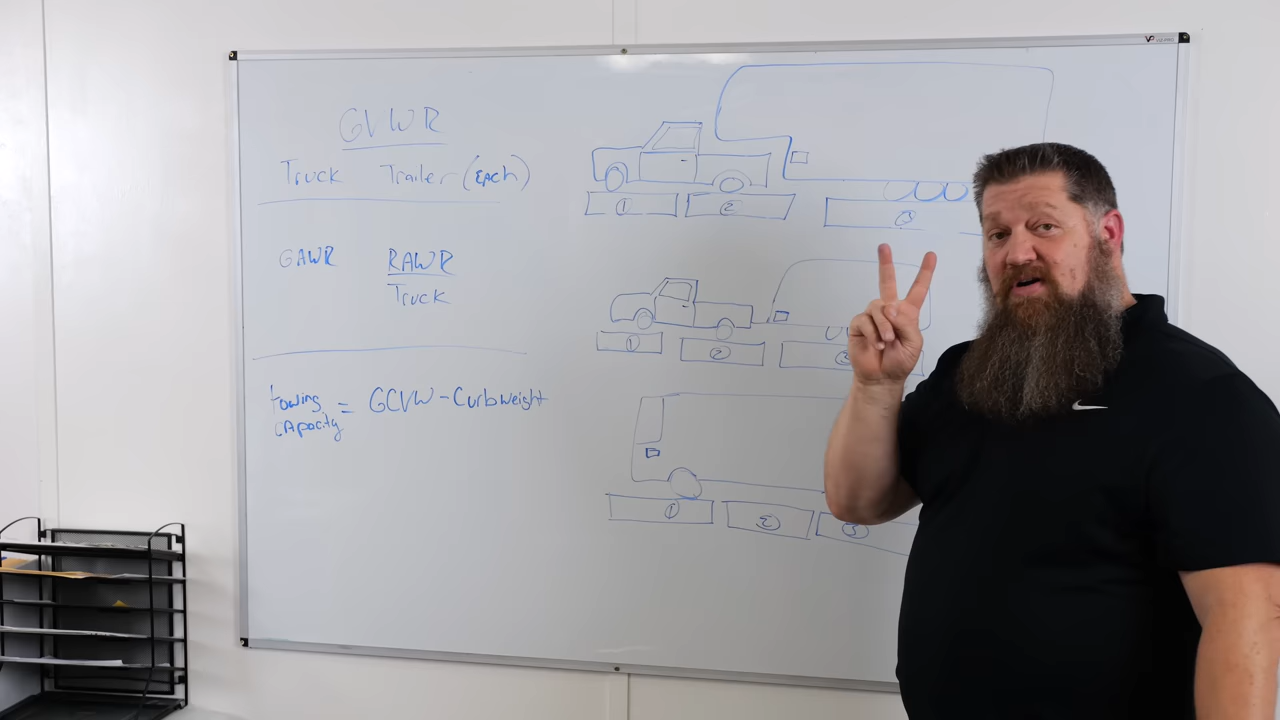 GVWR
Truck Trailer (Each)
GAWR RAWR
Truck
towing = GCVW - Curbweight
capacity
① ② ③
① ② ③
① ② ③